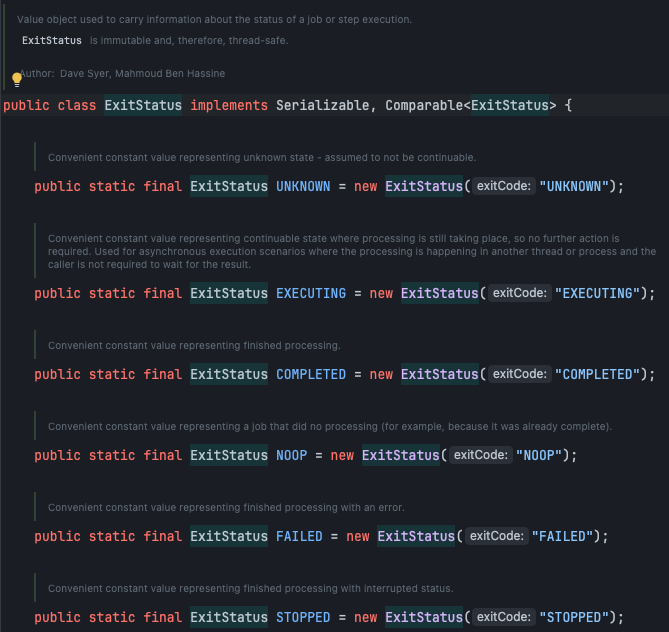 Value object used to carry information about the status of a job or step execution.
ExitStatus is immutable and, therefore, thread-safe.
Author: Dave Syer, Mahmoud Ben Hassine
public class ExitStatus implements Serializable, Comparable<ExitStatus> {
Convenient constant value representing unknown state - assumed to not be continuable.
public static final ExitStatus UNKNOWN = new ExitStatus( exitCode: "UNKNOWN");
Convenient constant value representing continuable state where processing is still taking place, so no further action is
required. Used for asynchronous execution scenarios where the processing is happening in another thread or process and the
caller is not required to wait for the result.
public static final ExitStatus EXECUTING = new ExitStatus( exitCode: "EXECUTING");
Convenient constant value representing finished processing.
public static final ExitStatus COMPLETED = new ExitStatus( exitCode: "COMPLETED");
Convenient constant value representing a job that did no processing (for example, because it was already complete).
public static final ExitStatus NOOP = new ExitStatus( exitCode: "NOOP");
Convenient constant value representing finished processing with an error.
public static final ExitStatus FAILED = new ExitStatus( exitCode: "FAILED");
Convenient constant value representing finished processing with interrupted status.
public static final ExitStatus STOPPED = new ExitStatus( exitCode: "STOPPED");